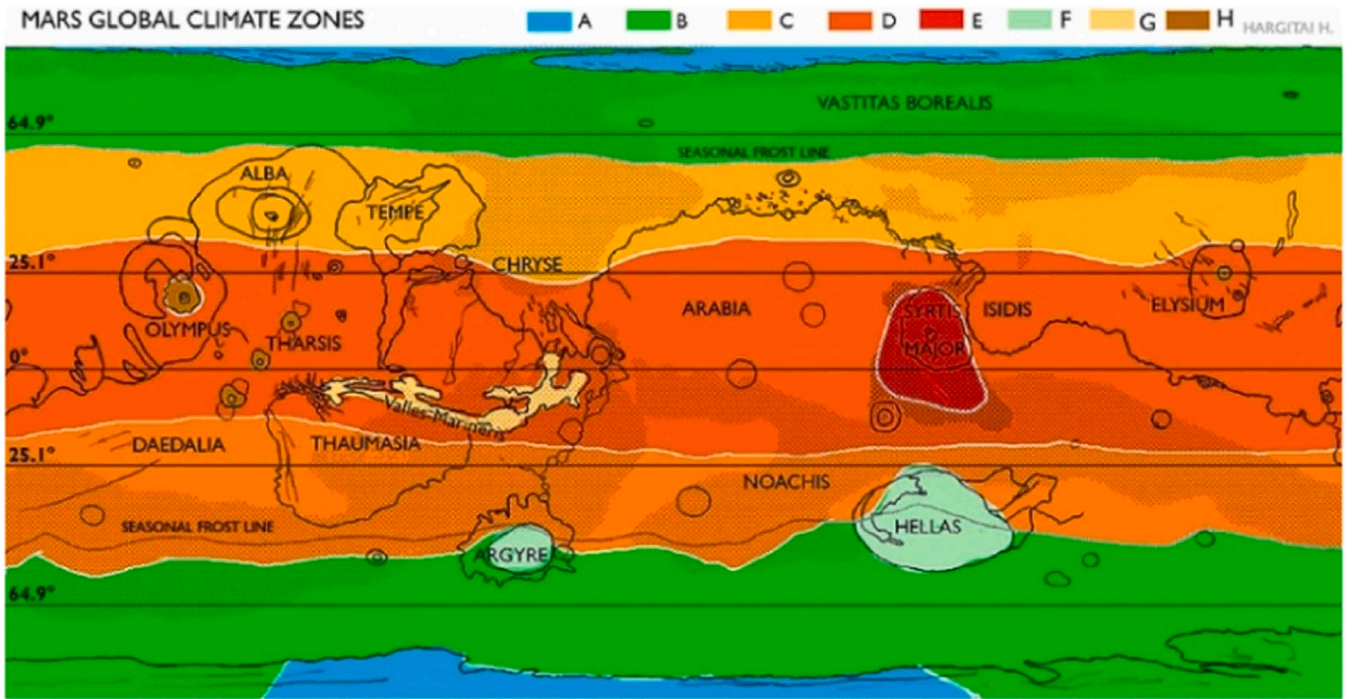 MARS GLOBAL CLIMATE ZONES A B C D E F G H HARGITAI H.
VASTITAS BOREALIS
64.9°
SEASONAL FROST LINE
ALBA
TEMPE
CHRYSE
25.1°
ARABIA
SYRTIS
MAJOR
ISIDIS
ELYSIUM
OLYMPUS
THARSIS
0°
Valles Marineris
DAEDALIA
THAUMASIA
25.1°
NOACHIS
SEASONAL FROST LINE
HELLAS
ARGYRE
64.9°